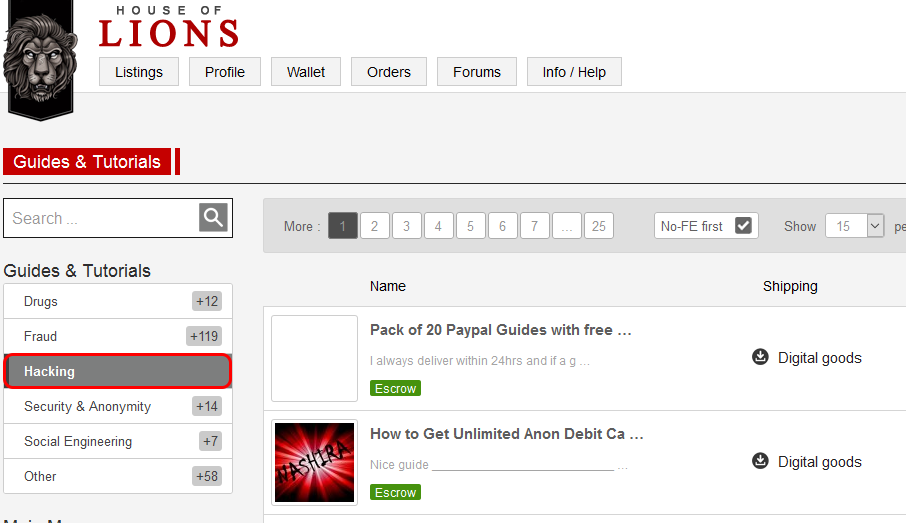 HOUSE OF
LIONS
Listings Profile Wallet Orders Forums Info / Help
Guides & Tutorials
Search ...
More : 1 2 3 4 5 6 7 ... 25 No-FE first Show 15 pe
Guides & Tutorials
Drugs +12
Fraud +119
Hacking
Security & Anonymity +14
Social Engineering +7
Other +58
Name Shipping
Pack of 20 Paypal Guides with free ...
I always deliver within 24hrs and if a g ...
Escrow
Digital goods
NASHIRA
How to Get Unlimited Anon Debit Ca ...
Nice guide __________________________ ...
Escrow
Digital goods